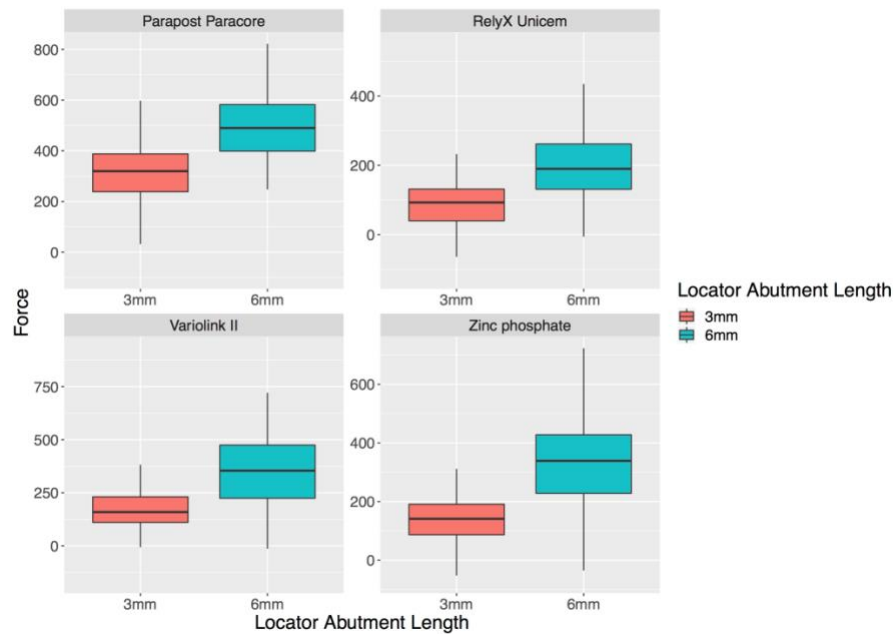 Parapost Paracore
RelyX Unicem
800
600
400
200
0
400
200
0
3mm
6mm
3mm
6mm
Force
Variolink II
Zinc phosphate
750
500
250
0
600
400
200
0
3mm
6mm
3mm
6mm
Locator Abutment Length
Locator Abutment Length
3mm
6mm